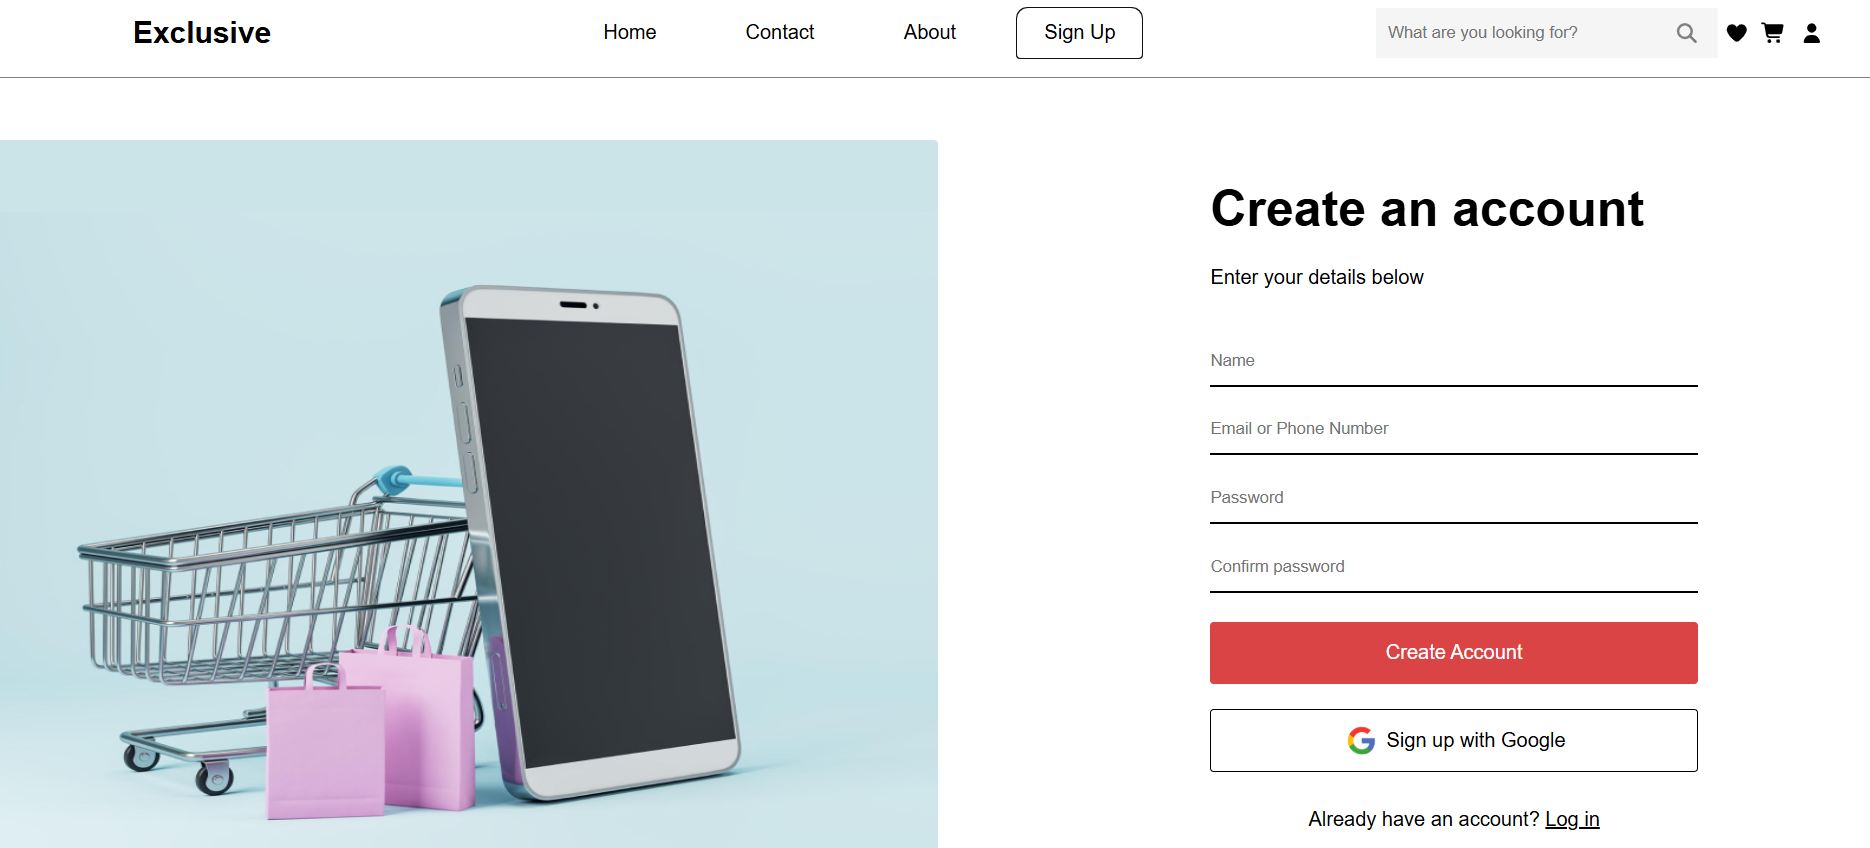 Exclusive
Home
Contact
About
Sign Up
What are you looking for?
Create an account
Enter your details below
Name
Email or Phone Number
Password
Confirm password
Create Account
Sign up with Google
Already have an account? Log in